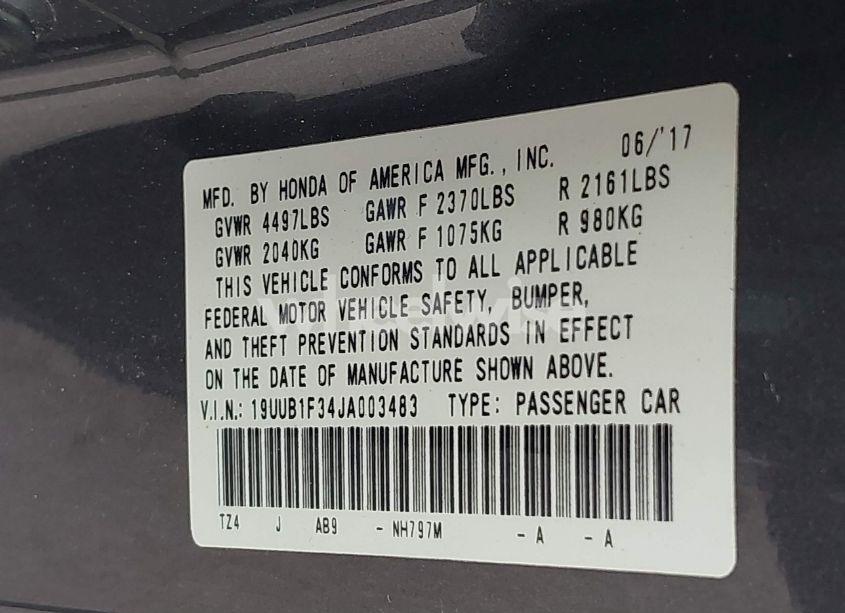 MFD. BY HONDA OF AMERICA MFG., INC. 06/'17
GVWR 4497LBS GAWR F 2370LBS R 2161LBS
GVWR 2040KG GAWR F 1075KG R 980KG
THIS VEHICLE CONFORMS TO ALL APPLICABLE
FEDERAL MOTOR VEHICLE SAFETY, BUMPER,
AND THEFT PREVENTION STANDARDS IN EFFECT
ON THE DATE OF MANUFACTURE SHOWN ABOVE.
V.I.N.: 19UUB1F34JA003483 TYPE: PASSENGER CAR
TZ4 J AB9 - NH797M - A - A